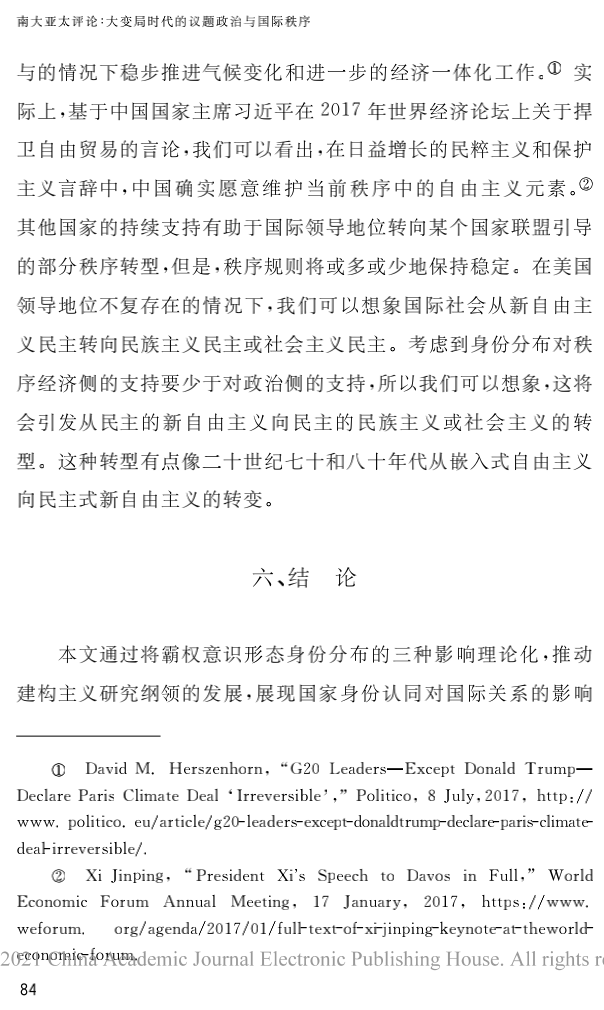 南大亚太评论:大变局时代的议题政治与国际秩序
与的情况下稳步推进气候变化和进一步的经济一体化工作。① 实
际上,基于中国国家主席习近平在 2017 年世界经济论坛上关于捍
卫自由贸易的言论,我们可以看出,在日益增长的民粹主义和保护
主义言辞中,中国确实愿意维护当前秩序中的自由主义元素。②
其他国家的持续支持有助于国际领导地位转向某个国家联盟引导
的部分秩序转型,但是,秩序规则将或多或少地保持稳定。在美国
领导地位不复存在的情况下,我们可以想象国际社会从新自由主
义民主转向民族主义民主或社会主义民主。考虑到身份分布对秩
序经济侧的支持要少于对政治侧的支持,所以我们可以想象,这将
会引发从民主的新自由主义向民主的民族主义或社会主义的转
型。这种转型有点像二十世纪七十和八十年代从嵌入式自由主义
向民主式新自由主义的转变。
六、结 论
本文通过将霸权意识形态身份分布的三种影响理论化,推动
建构主义研究纲领的发展,展现国家身份认同对国际关系的影响
① David M. Herszenhorn, “G20 Leaders—Except Donald Trump—
Declare Paris Climate Deal ‘Irreversible’,” Politico, 8 July, 2017, http://
www. politico. eu/article/g20-leaders-except-donaldtrump-declare-paris-climate-
deal-irreversible/.
② Xi Jinping, “President Xi's Speech to Davos in Full,” World
Economic Forum Annual Meeting, 17 January, 2017, https://www.
weforum. org/agenda/2017/01/full-text-of-xi-jinping-keynote-at-theworld-
economic-forum.
2021 China Academic Journal Electronic Publishing House. All rights r
84